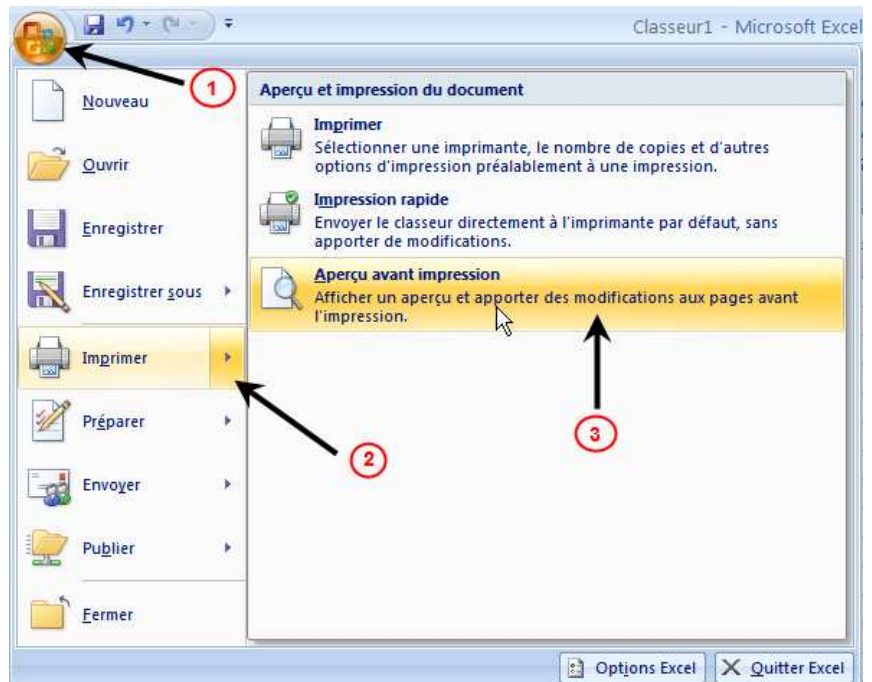 Classeur1 - Microsoft Excel
1
Nouveau
Ouvrir
Enregistrer
Enregistrer sous
Imprimer
Préparer
Envoyer
Publier
Fermer
Aperçu et impression du document
Imprimer
Sélectionner une imprimante, le nombre de copies et d'autres
options d'impression préalablement à une impression.
Impression rapide
Envoyer le classeur directement à l'imprimante par défaut, sans
apporter de modifications.
Aperçu avant impression
Afficher un aperçu et apporter des modifications aux pages avant
l'impression.
3
2
Options Excel
Quitter Excel